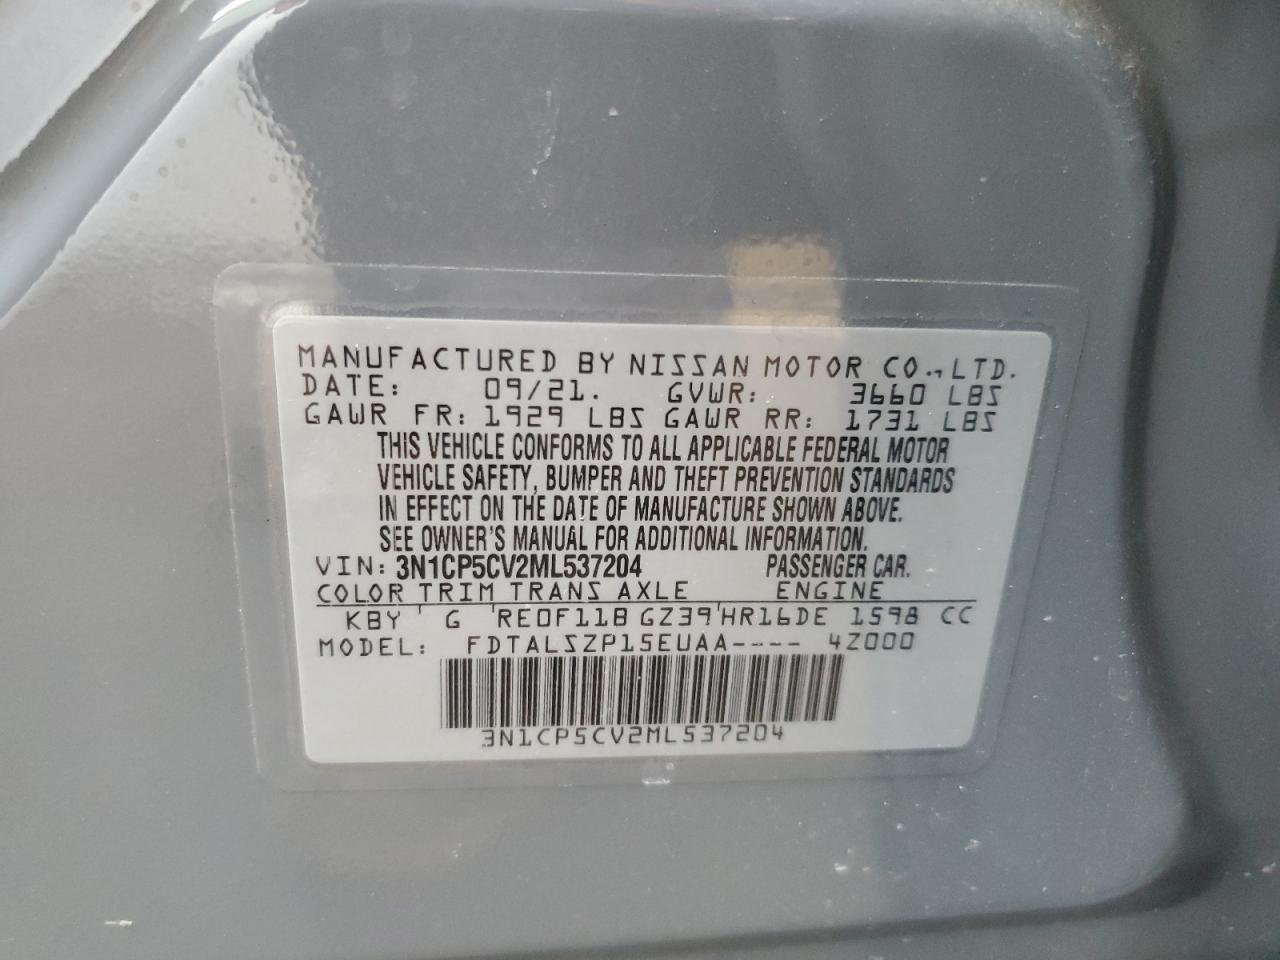 MANUFACTURED BY NISSAN MOTOR CO., LTD.
DATE: 09/21. GVWR: 3660 LBS
GAWR FR: 1929 LBS GAWR RR: 1731 LBS
THIS VEHICLE CONFORMS TO ALL APPLICABLE FEDERAL MOTOR
VEHICLE SAFETY, BUMPER AND THEFT PREVENTION STANDARDS
IN EFFECT ON THE DATE OF MANUFACTURE SHOWN ABOVE.
SEE OWNER'S MANUAL FOR ADDITIONAL INFORMATION.
VIN: 3N1CP5CV2ML537204 PASSENGER CAR.
COLOR TRIM TRANS AXLE ENGINE
KBY G RE0F11B GZ39 HR16DE 1598 CC
MODEL: FDTALSZP15EUAA---- 4Z000
3N1CP5CV2ML537204